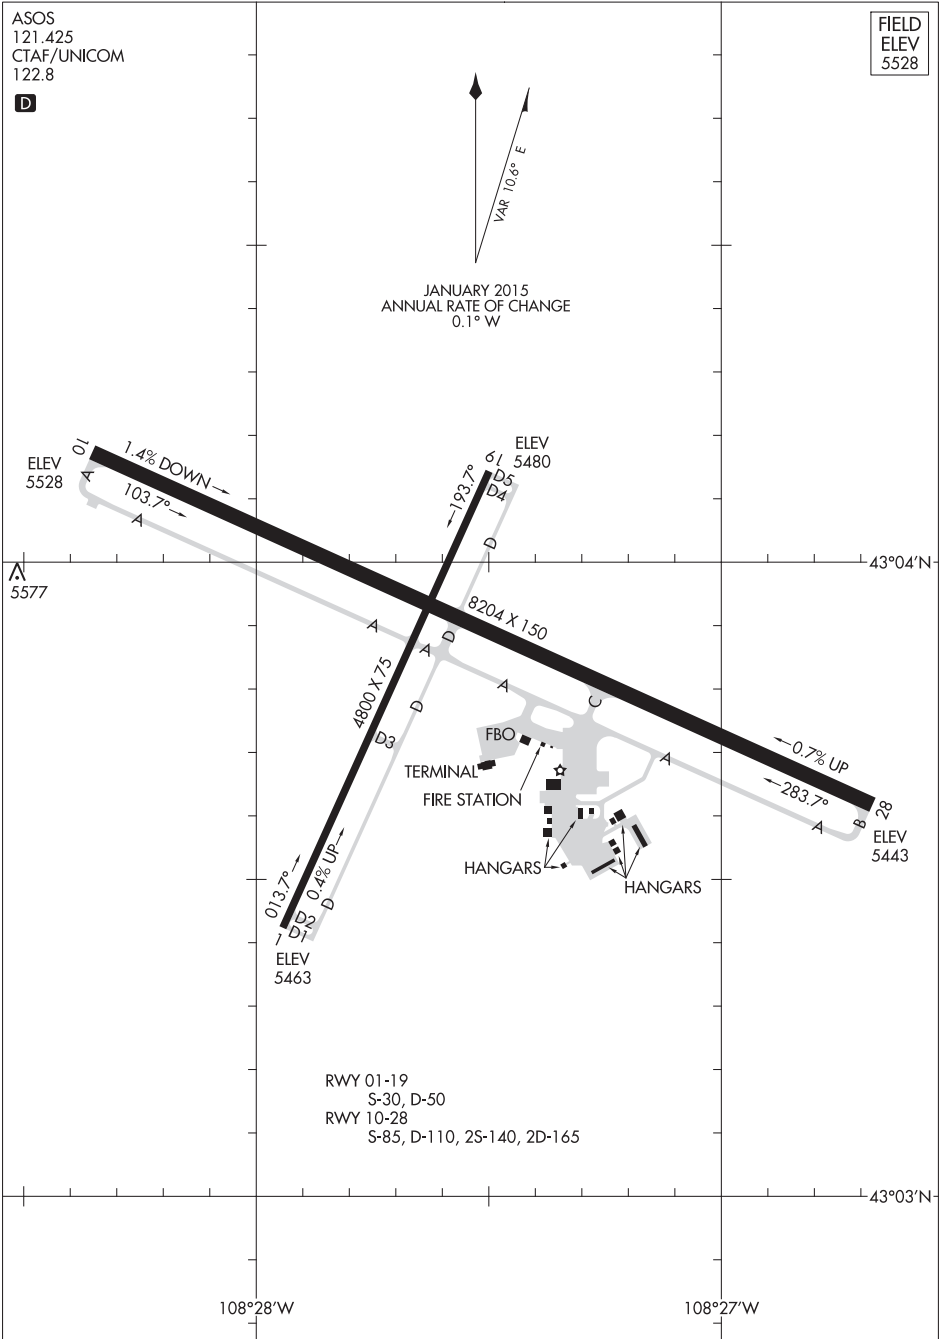 ASOS
121.425
CTAF/UNICOM
122.8
D
FIELD
ELEV
5528
VAR 10.6° E
JANUARY 2015
ANNUAL RATE OF CHANGE
0.1° W
10
ELEV
5528
A
1.4% DOWN
103.7°
A
ELEV
5480
19
D5
D4
193.7°
D
43°04'N
5577
8204 X 150
A
A
D
4800 X 75
D
A
C
D3
FBO
TERMINAL
FIRE STATION
A
0.7% UP
283.7°
A
B
28
ELEV
5443
HANGARS
HANGARS
013.7°
0.4% UP
D
D2
D1
1
ELEV
5463
RWY 01-19
S-30, D-50
RWY 10-28
S-85, D-110, 2S-140, 2D-165
43°03'N
108°28'W
108°27'W